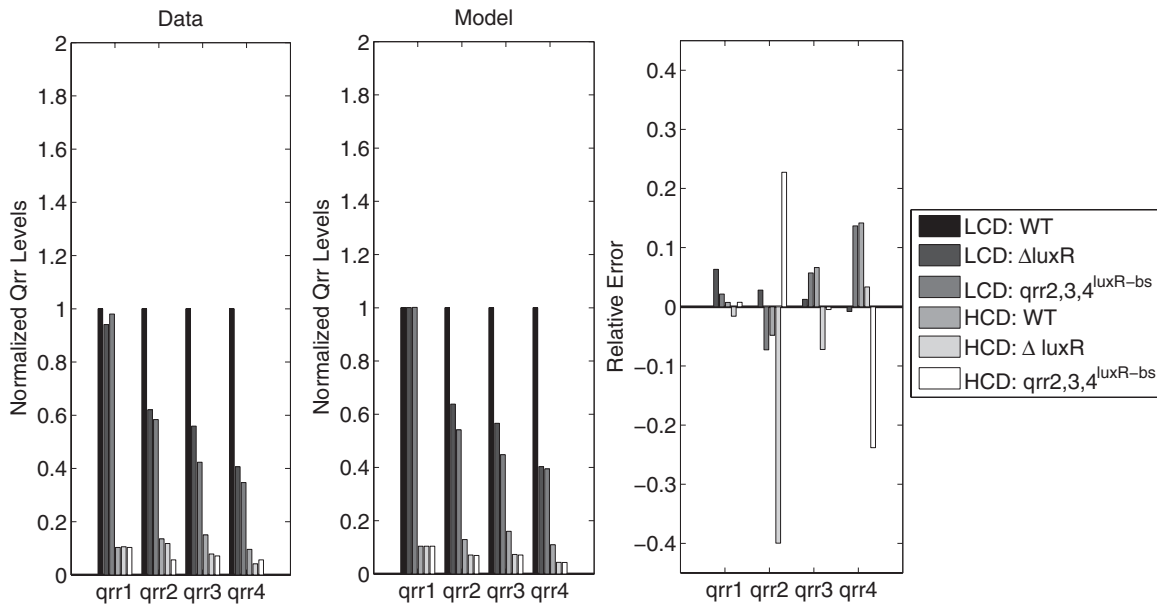 Data
Normalized Qrr Levels
2
1.8
1.6
1.4
1.2
1
0.8
0.6
0.4
0.2
0
qrr1 qrr2 qrr3 qrr4
Model
Normalized Qrr Levels
2
1.8
1.6
1.4
1.2
1
0.8
0.6
0.4
0.2
0
qrr1 qrr2 qrr3 qrr4
Relative Error
0.4
0.3
0.2
0.1
0
−0.1
−0.2
−0.3
−0.4
qrr1 qrr2 qrr3 qrr4
LCD: WT
LCD: ΔluxR
LCD: qrr2,3,4^luxR−bs
HCD: WT
HCD: Δ luxR
HCD: qrr2,3,4^luxR−bs